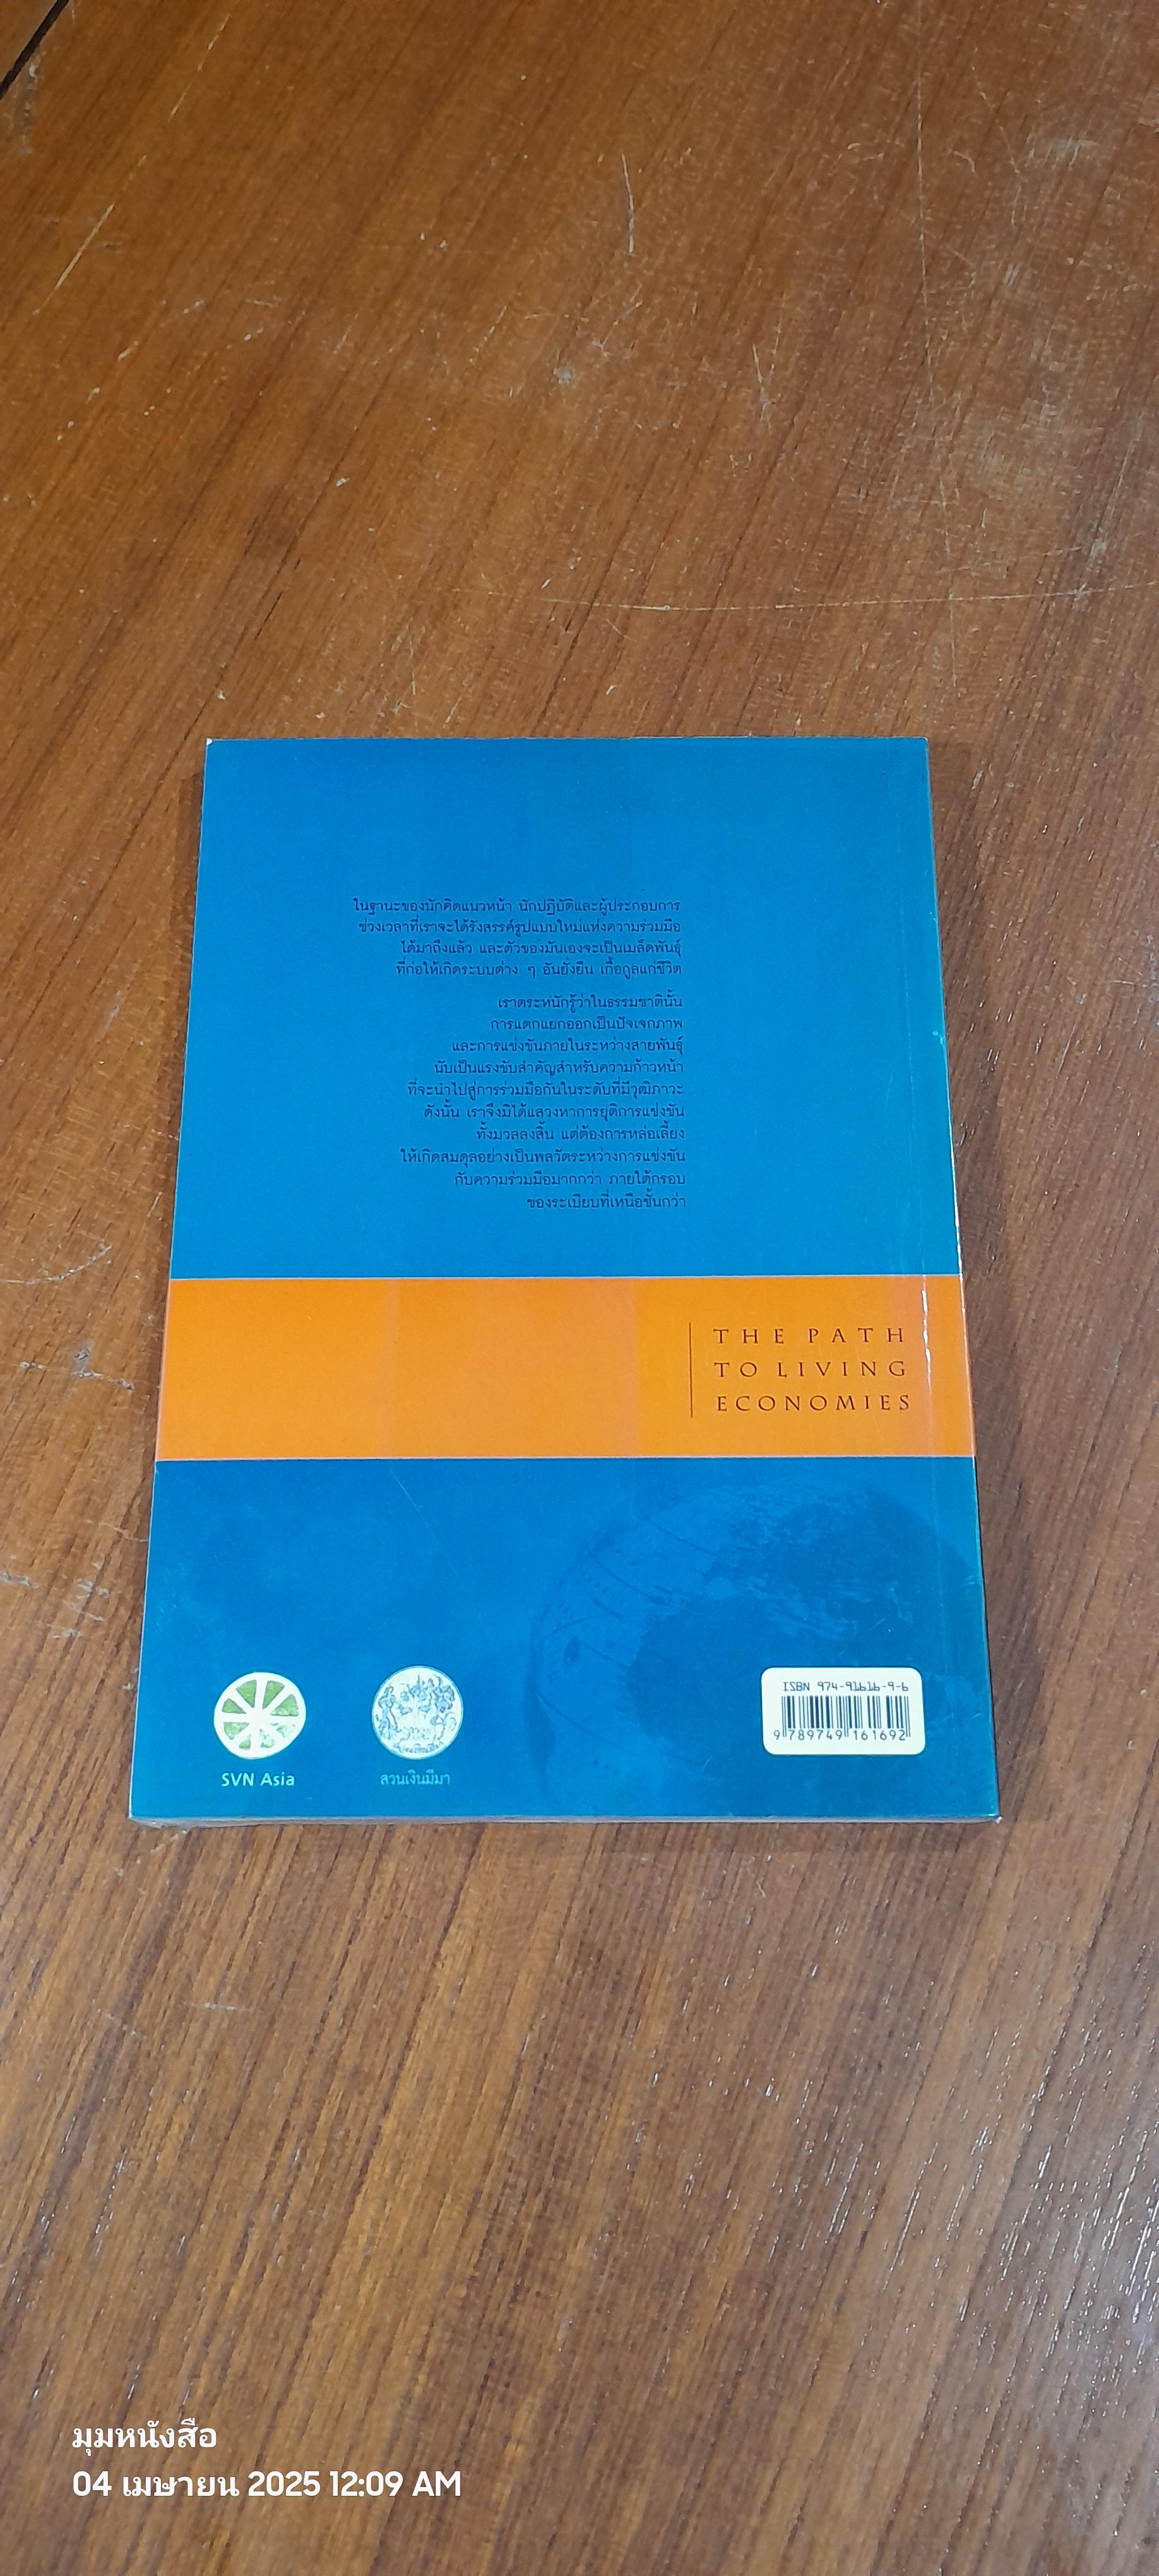 ในฐานะของนักคิดแนวหน้า นักปฏิบัติและผู้ประกอบการ
ช่วงเวลาที่เราจะได้รังสรรค์รูปแบบใหม่แห่งความร่วมมือ
ได้มาถึงแล้ว และตัวของมันเองจะเป็นเมล็ดพันธุ์
ที่ก่อให้เกิดระบบต่าง ๆ อันยั่งยืน เกื้อกูลแก่ชีวิต
เราตระหนักรู้ว่าในธรรมชาตินั้น
การแตกแยกออกเป็นปัจเจกภาพ
และการแข่งขันภายในระหว่างสายพันธุ์
นับเป็นแรงขับสำคัญสำหรับความก้าวหน้า
ที่จะนำไปสู่การร่วมมือกันในระดับที่มีวุฒิภาวะ
ดังนั้น เราจึงมิได้แสวงหาการยุติการแข่งขัน
ทั้งมวลลงสิ้น แต่ต้องการหล่อเลี้ยง
ให้เกิดสมดุลอย่างเป็นพลวัตระหว่างการแข่งขัน
กับความร่วมมือมากกว่า ภายใต้กรอบ
ของระเบียบที่เหนือชั้นกว่า
THE PATH
TO LIVING
ECONOMIES
ISBN 974-91616-9-6
9 789749 161692
SVN Asia
สวนเงินมีมา
มุมหนังสือ
04 เมษายน 2025 12:09 AM